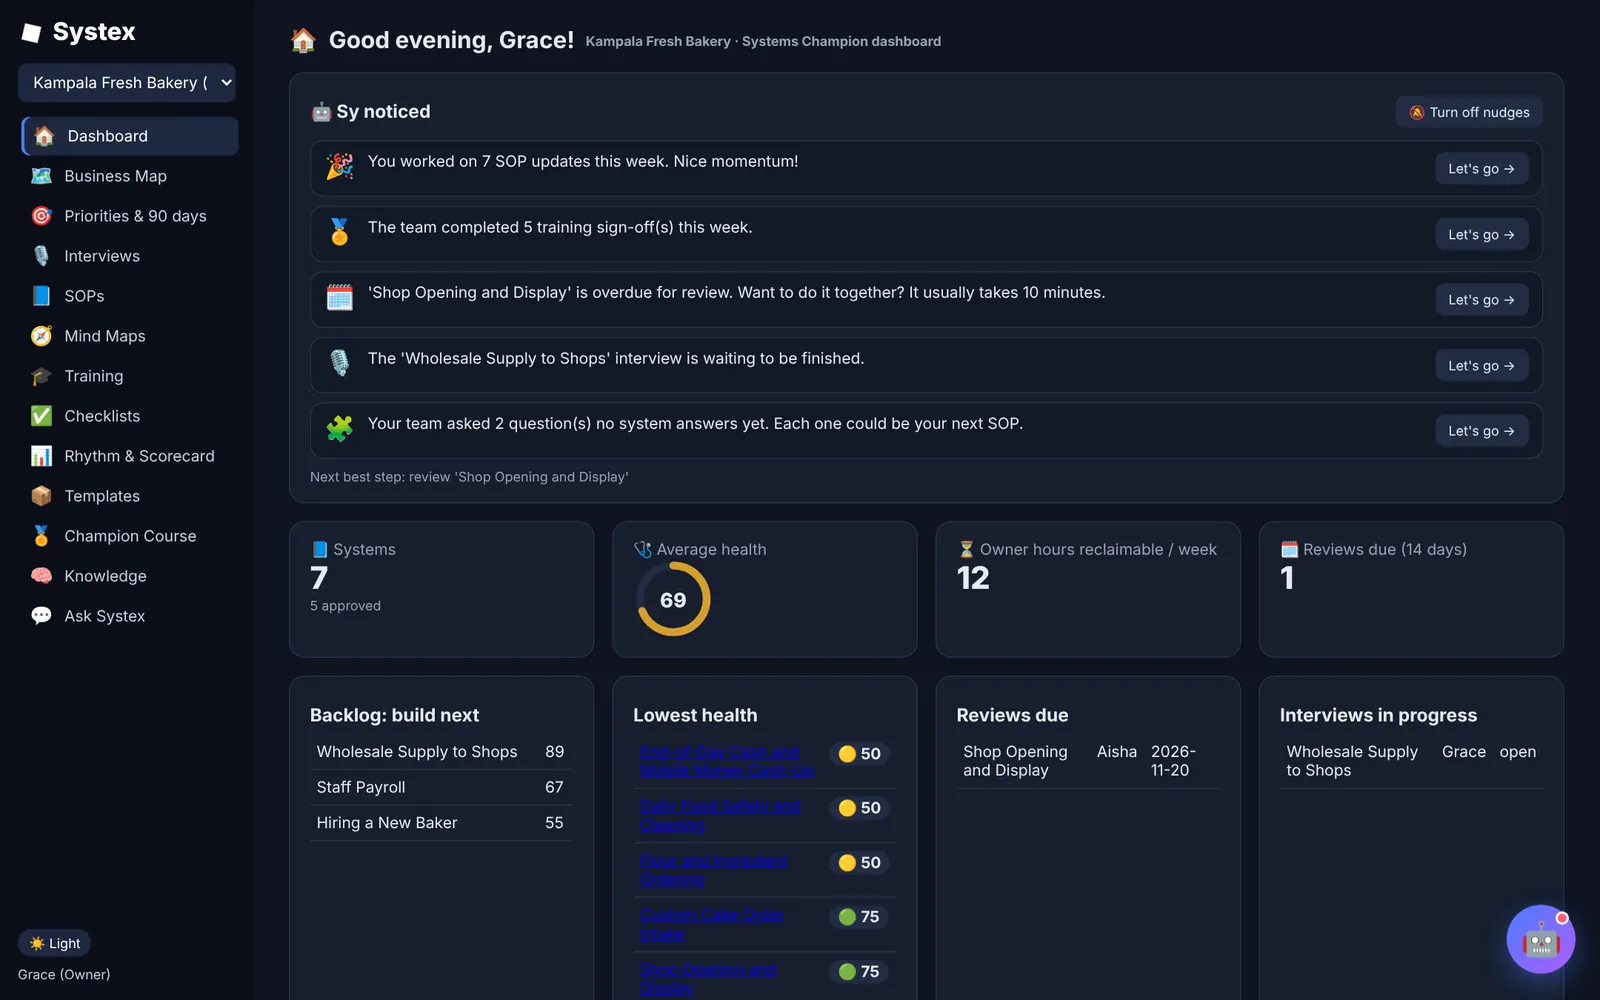 Systex
Kampala Fresh Bakery (
Dashboard
Business Map
Priorities & 90 days
Interviews
SOPs
Mind Maps
Training
Checklists
Rhythm & Scorecard
Templates
Champion Course
Knowledge
Ask Systex
Light
Grace (Owner)
Good evening, Grace! Kampala Fresh Bakery · Systems Champion dashboard
Sy noticed
Turn off nudges
You worked on 7 SOP updates this week. Nice momentum!
Let's go →
The team completed 5 training sign-off(s) this week.
Let's go →
'Shop Opening and Display' is overdue for review. Want to do it together? It usually takes 10 minutes.
Let's go →
The 'Wholesale Supply to Shops' interview is waiting to be finished.
Let's go →
Your team asked 2 question(s) no system answers yet. Each one could be your next SOP.
Let's go →
Next best step: review 'Shop Opening and Display'
Systems
7
5 approved
Average health
69
Owner hours reclaimable / week
12
Reviews due (14 days)
1
Backlog: build next
Wholesale Supply to Shops 89
Staff Payroll 67
Hiring a New Baker 55
Lowest health
End-of-Day Cash and
Mobile Money Cash-Up
50
Daily Food Safety and
Cleaning
50
Flour and Ingredient
Ordering
50
Custom Cake Order
Intake
75
Shop Opening and
Display
75
Reviews due
Shop Opening
and Display
Aisha
2026-
11-20
Interviews in progress
Wholesale Supply
to Shops
Grace
open